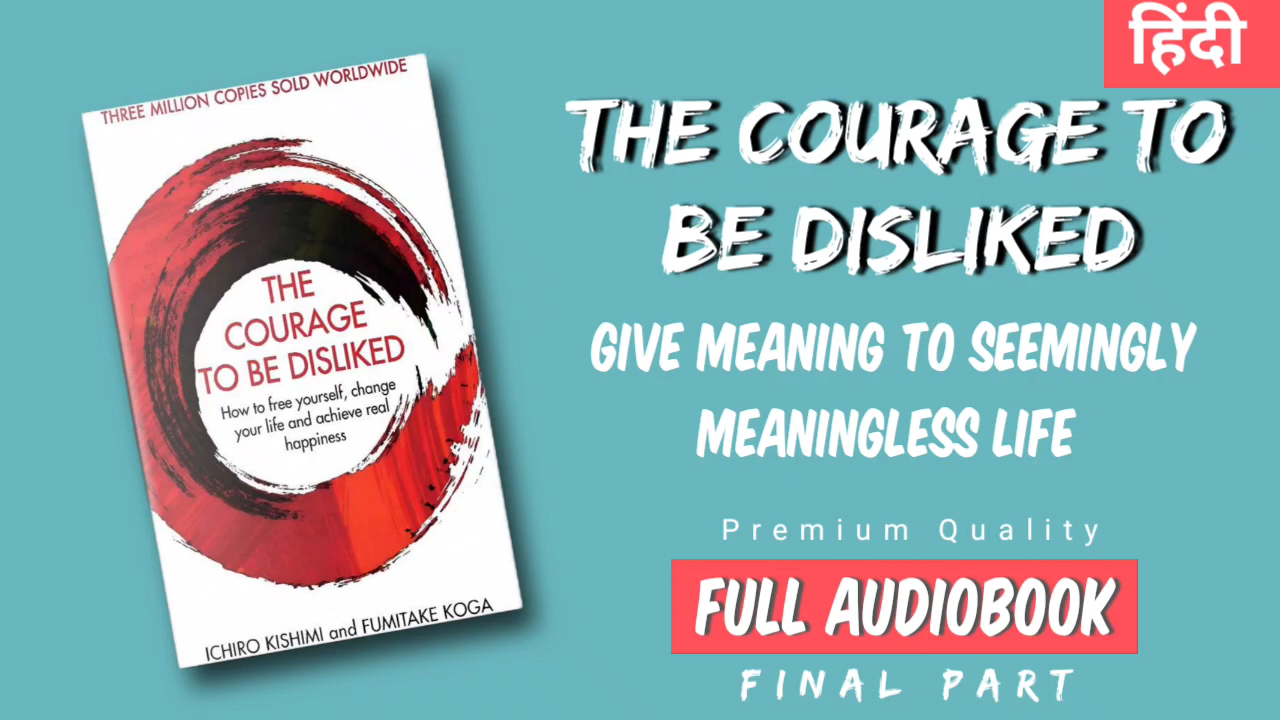 THREE MILLION COPIES SOLD WORLDWIDE
THE
COURAGE
TO BE DISLIKED
How to free yourself, change
your life and achieve real
happiness
ICHIRO KISHIMI and FUMITAKE KOGA
हिंदी
THE COURAGE TO
BE DISLIKED
GIVE MEANING TO SEEMINGLY
MEANINGLESS LIFE
Premium Quality
FULL AUDIOBOOK
FINAL PART